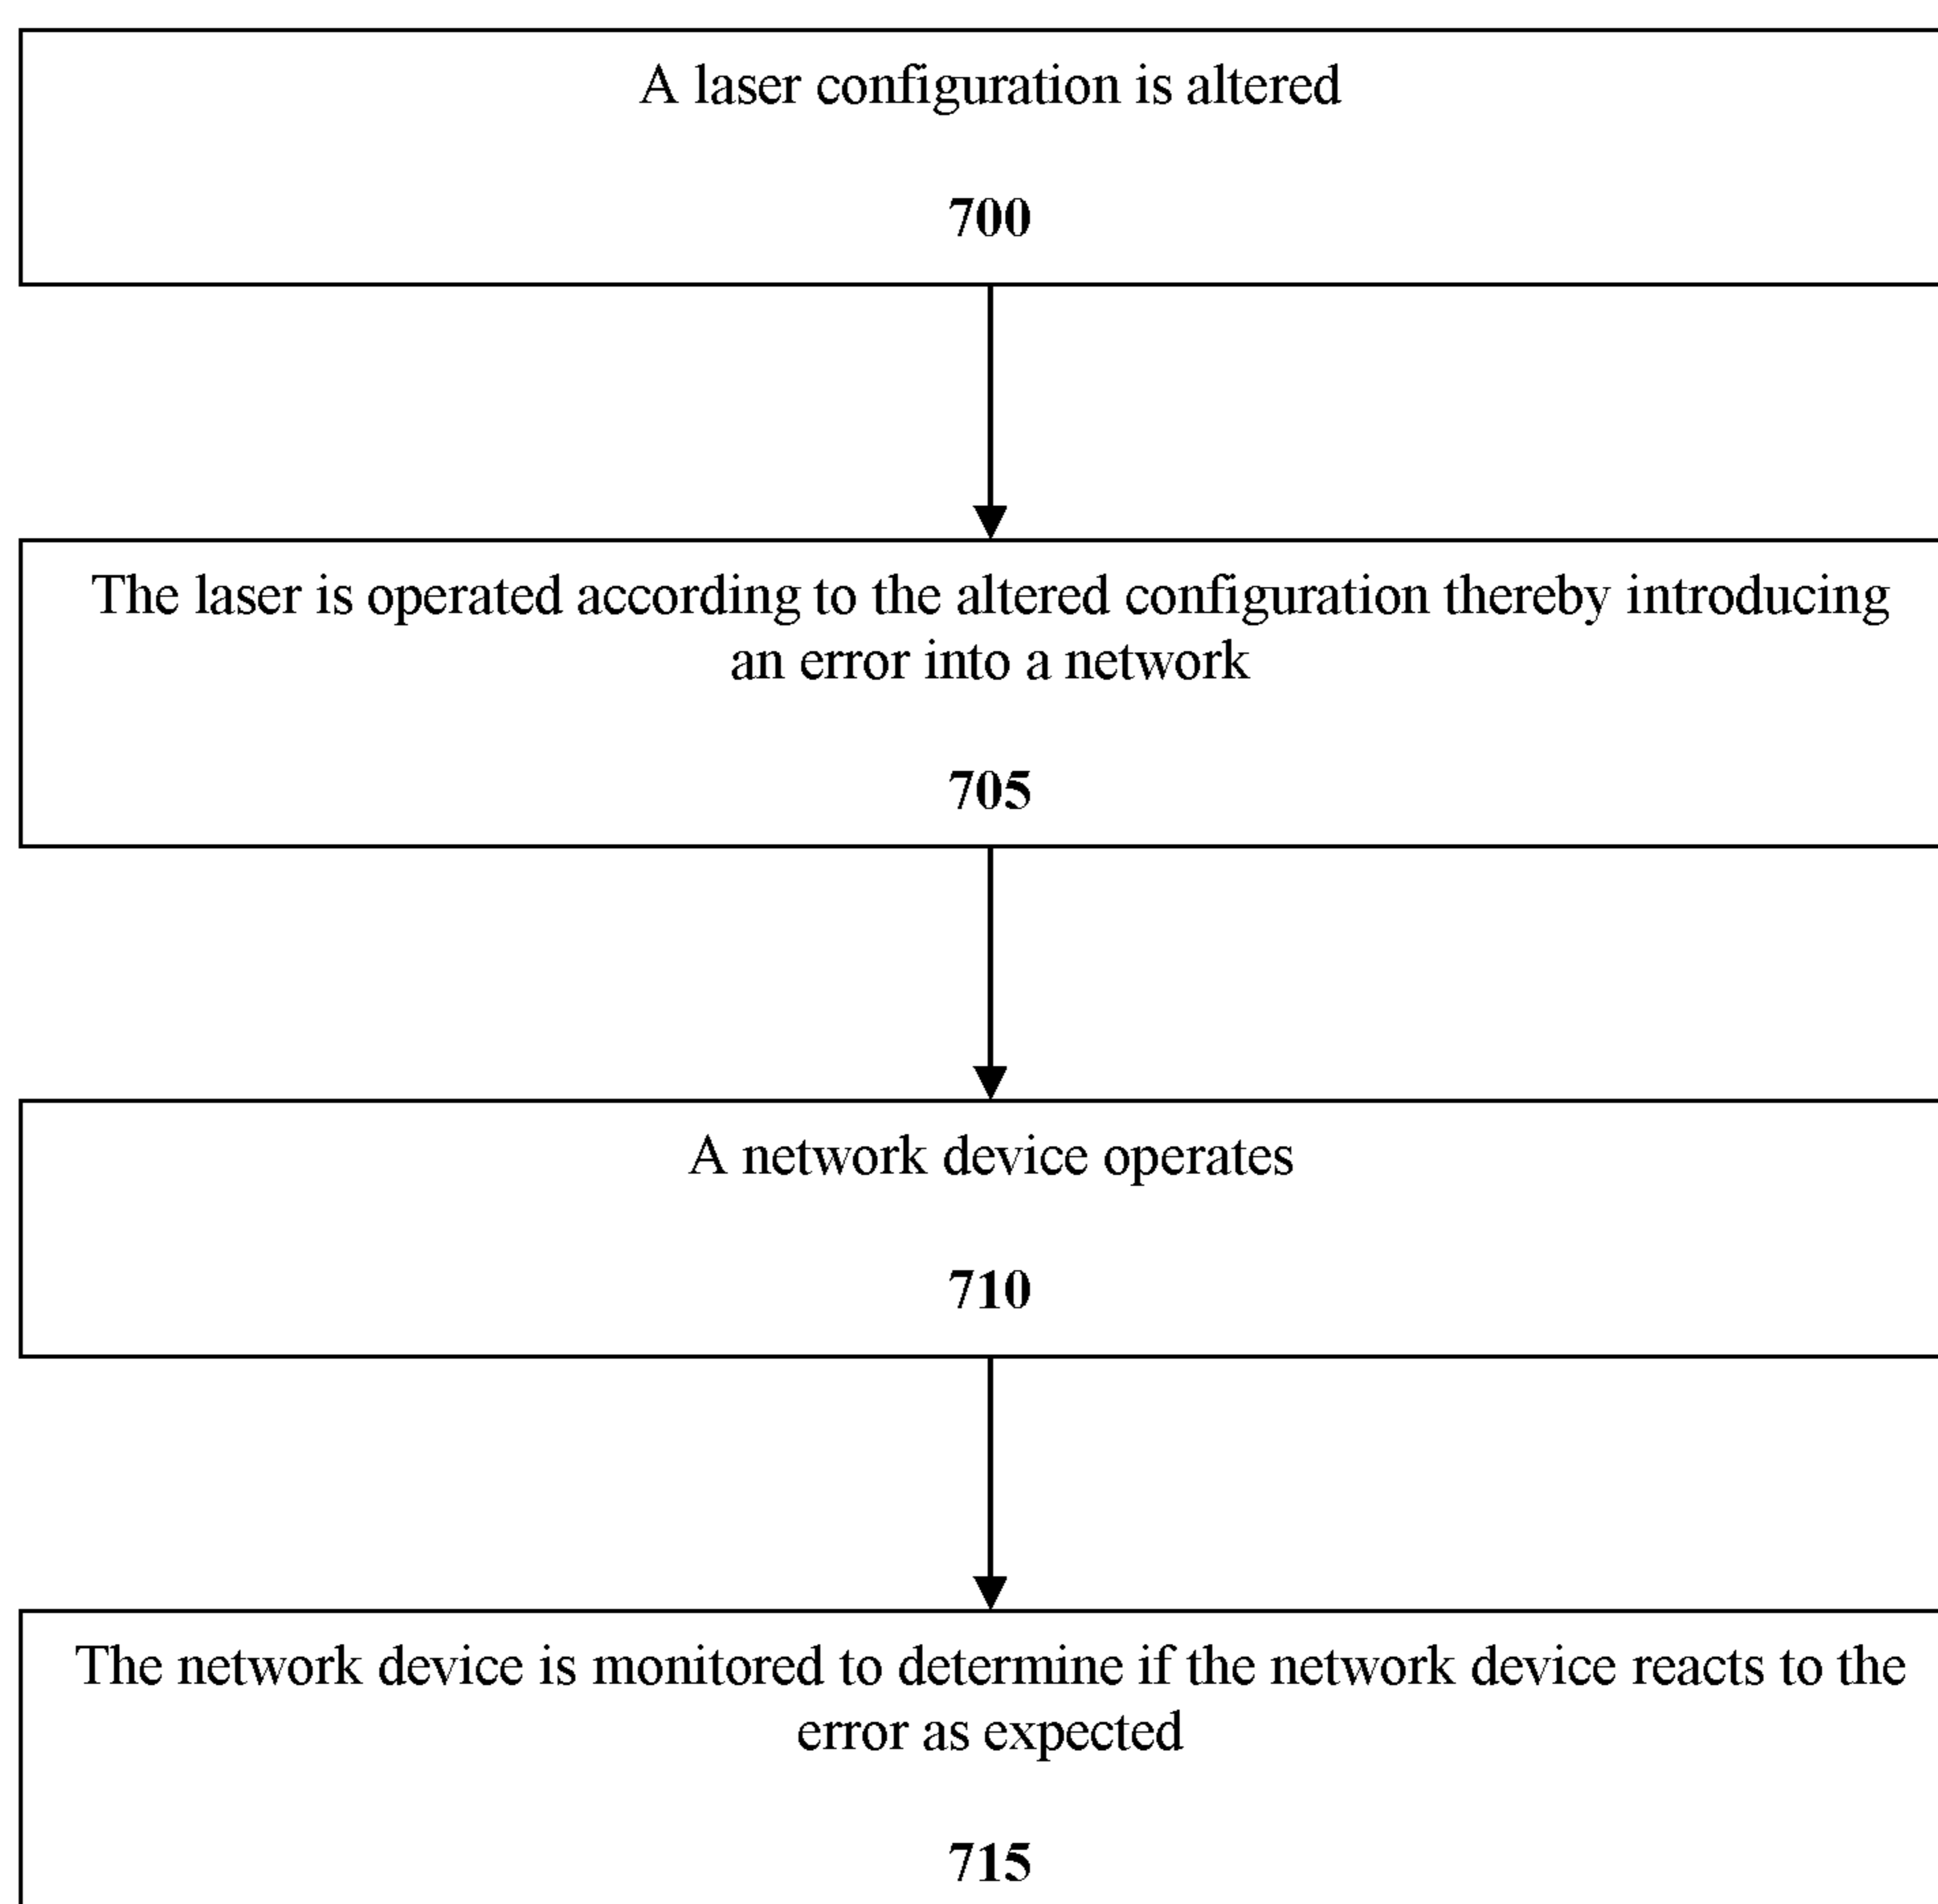 A laser configuration is altered
700
The laser is operated according to the altered configuration thereby introducing
an error into a network
705
A network device operates
710
The network device is monitored to determine if the network device reacts to the
error as expected
715